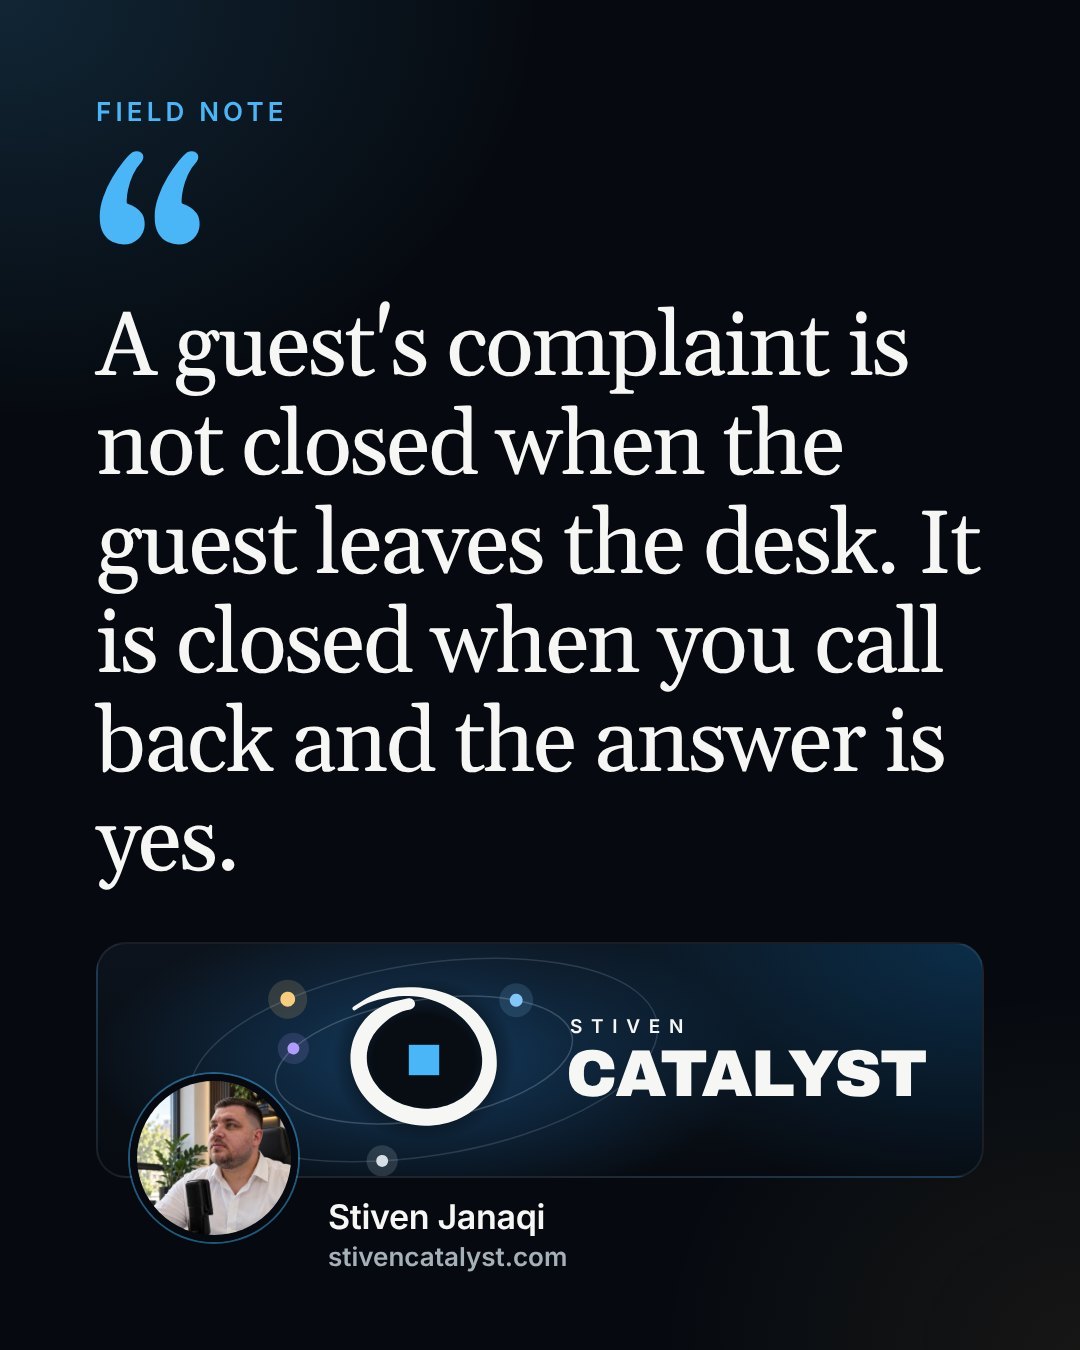 FIELD NOTE
“
A guest's complaint is
not closed when the
guest leaves the desk. It
is closed when you call
back and the answer is
yes.
STIVEN
CATALYST
Stiven Janaqi
stivencatalyst.com